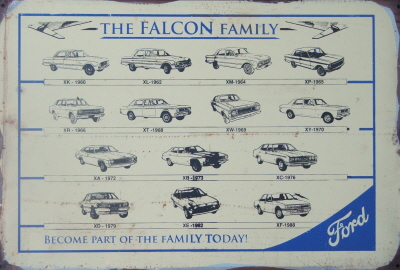 THE FALCON FAMILY
XK - 1960 XL-1962 XM-1964 XP-1965
XR - 1966 XT - 1968 XW-1969 XY-1970
XA - 1972 XB -1973 XC-1976
XD - 1979 XE -1982 XF-1988
Ford
BECOME PART OF THE FAMILY TODAY!